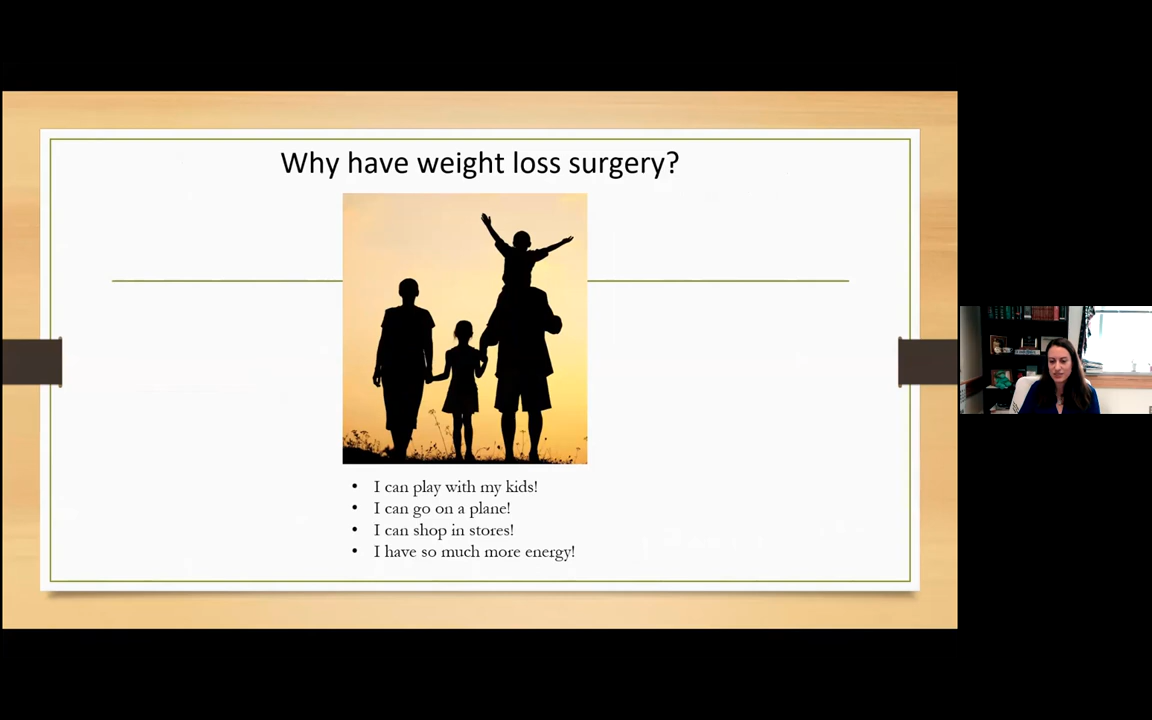 Why have weight loss surgery?
• I can play with my kids!
• I can go on a plane!
• I can shop in stores!
• I have so much more energy!